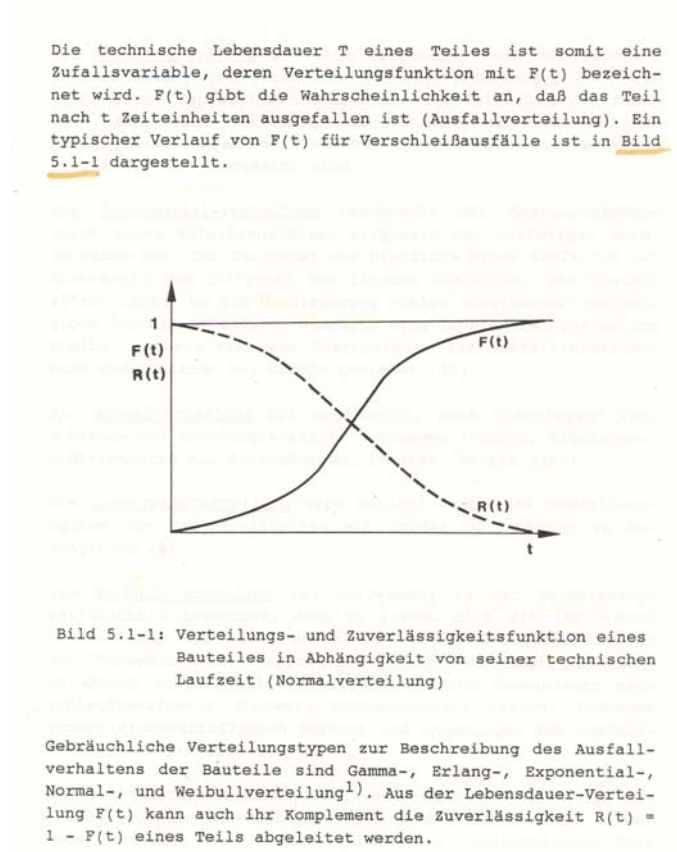 Die technische Lebensdauer T eines Teiles ist somit eine
Zufallsvariable, deren Verteilungsfunktion mit F(t) bezeich-
net wird. F(t) gibt die Wahrscheinlichkeit an, daß das Teil
nach t Zeiteinheiten ausgefallen ist (Ausfallverteilung). Ein
typischer Verlauf von F(t) für Verschleißausfälle ist in Bild
5.1-1 dargestellt.
1
F(t)
R(t)
F(t)
R(t)
t
Bild 5.1-1: Verteilungs- und Zuverlässigkeitsfunktion eines
Bauteiles in Abhängigkeit von seiner technischen
Laufzeit (Normalverteilung)
Gebräuchliche Verteilungstypen zur Beschreibung des Ausfall-
verhaltens der Bauteile sind Gamma-, Erlang-, Exponential-,
Normal-, und Weibullverteilung1). Aus der Lebensdauer-Vertei-
lung F(t) kann auch ihr Komplement die Zuverlässigkeit R(t) =
1 - F(t) eines Teils abgeleitet werden.